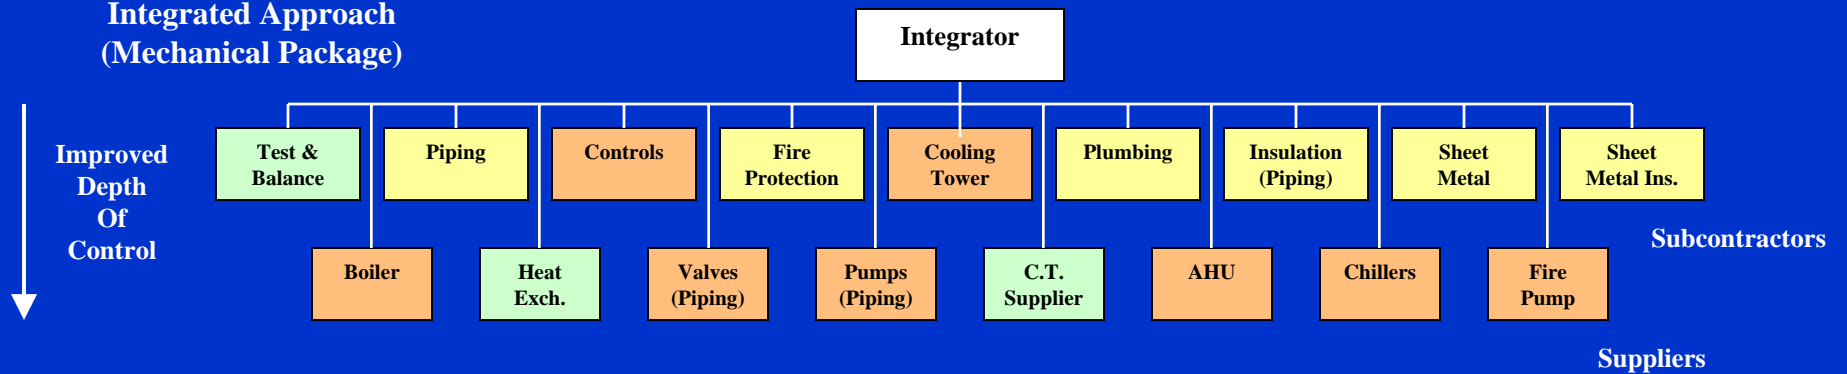 Integrated Approach
(Mechanical Package)
Integrator
Improved
Depth
Of
Control
Test &
Balance
Piping
Controls
Fire
Protection
Cooling
Tower
Plumbing
Insulation
(Piping)
Sheet
Metal
Sheet
Metal Ins.
Subcontractors
Boiler
Heat
Exch.
Valves
(Piping)
Pumps
(Piping)
C.T.
Supplier
AHU
Chillers
Fire
Pump
Suppliers